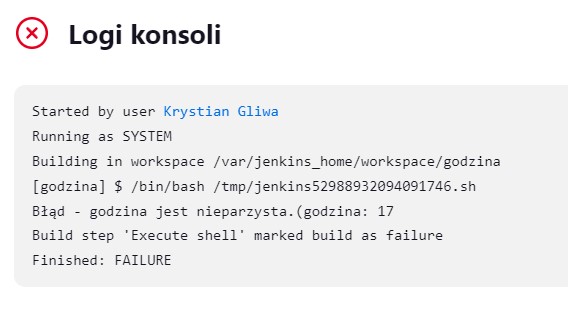 Logi konsoli
Started by user Krystian Gliwa
Running as SYSTEM
Building in workspace /var/jenkins_home/workspace/godzina
[godzina] $ /bin/bash /tmp/jenkins52988932094091746.sh
Błąd - godzina jest nieparzysta.(godzina: 17
Build step 'Execute shell' marked build as failure
Finished: FAILURE